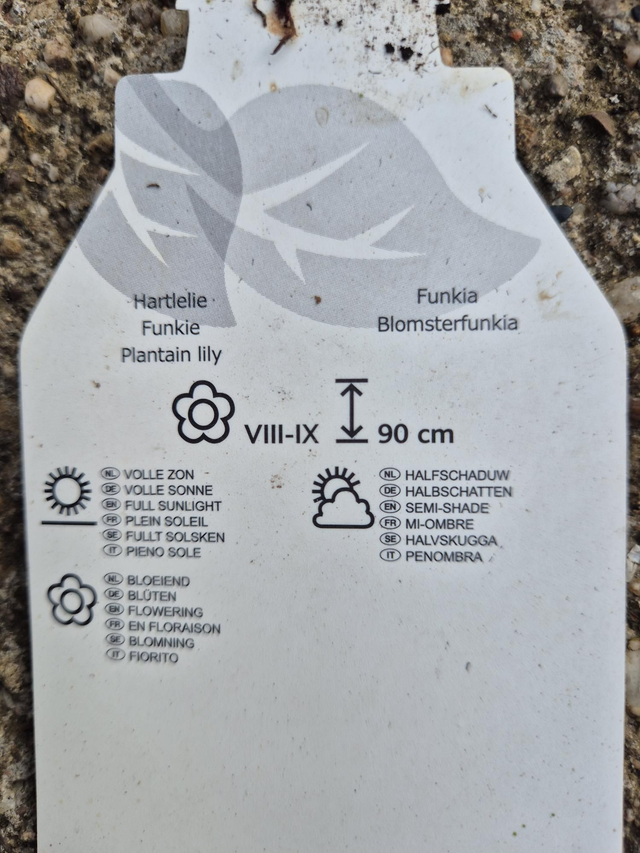 Hartlelie
Funkie
Plantain lily
Funkia
Blomsterfunkia
VIII-IX
90 cm
NL VOLLE ZON
DE VOLLE SONNE
EN FULL SUNLIGHT
FR PLEIN SOLEIL
SE FULLT SOLSKEN
IT PIENO SOLE
NL HALFSCHADUW
DE HALBSCHATTEN
EN SEMI-SHADE
FR MI-OMBRE
SE HALVSKUGGA
IT PENOMBRA
NL BLOEIEND
DE BLÜTEN
EN FLOWERING
FR EN FLORAISON
SE BLOMNING
IT FIORITO